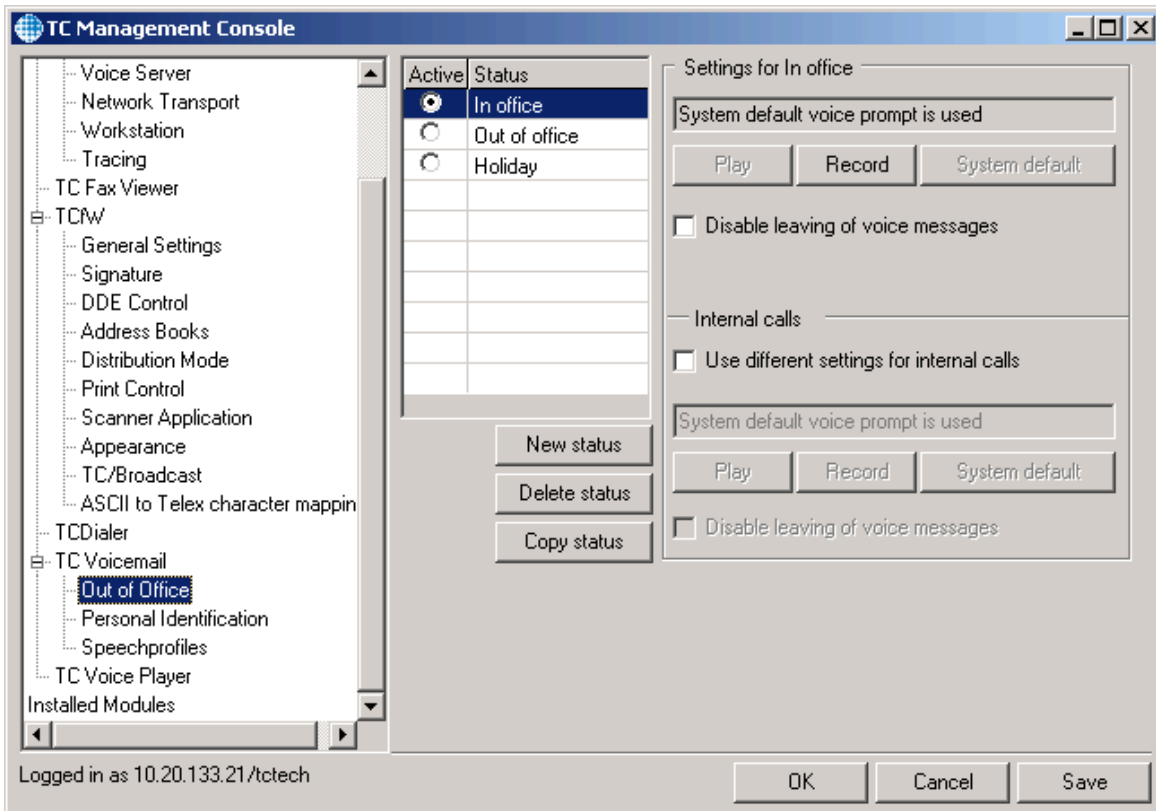 TC Management Console
Voice Server
Network Transport
Workstation
Tracing
TC Fax Viewer
TCfW
General Settings
Signature
DDE Control
Address Books
Distribution Mode
Print Control
Scanner Application
Appearance
TC/Broadcast
ASCII to Telex character mappin
TCDialer
TC Voicemail
Out of Office
Personal Identification
Speechprofiles
TC Voice Player
Installed Modules
Active Status
In office
Out of office
Holiday
New status
Delete status
Copy status
Settings for In office
System default voice prompt is used
Play Record System default
Disable leaving of voice messages
Internal calls
Use different settings for internal calls
System default voice prompt is used
Play Record System default
Disable leaving of voice messages
Logged in as 10.20.133.21/tctech
OK Cancel Save